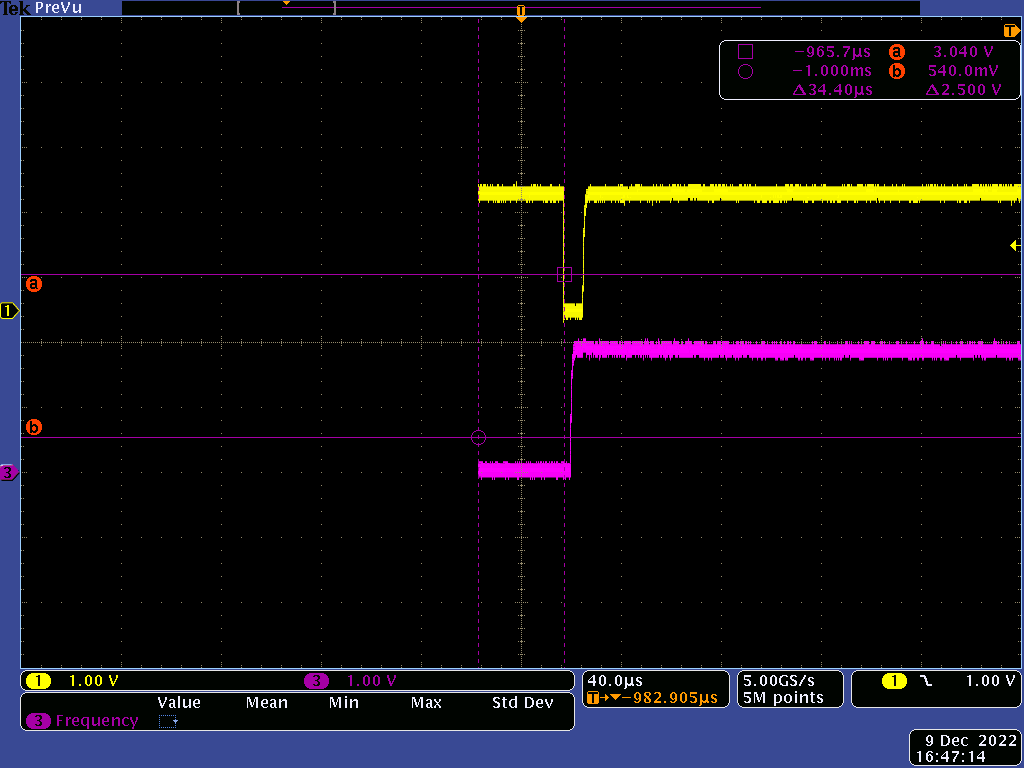 Tek PreVu
T
T
−965.7µs a 3.040 V
−1.000ms b 540.0mV
Δ34.40µs Δ2.500 V
a
1
b
3
1 1.00 V 3 1.00 V
40.0µs
T→▼−982.905µs
5.00GS/s
5M points
1 1.00 V
Value Mean Min Max Std Dev
3 Frequency
9 Dec 2022
16:47:14